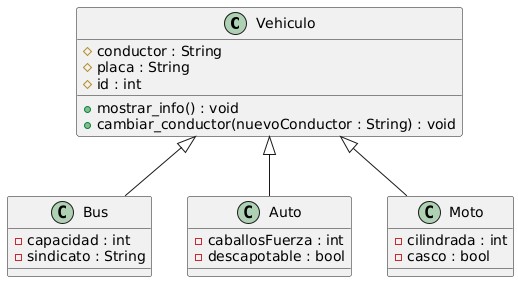 C Vehiculo
conductor : String
placa : String
id : int
mostrar_info() : void
cambiar_conductor(nuevoConductor : String) : void
C Bus
capacidad : int
sindicato : String
C Auto
caballosFuerza : int
descapotable : bool
C Moto
cilindrada : int
casco : bool